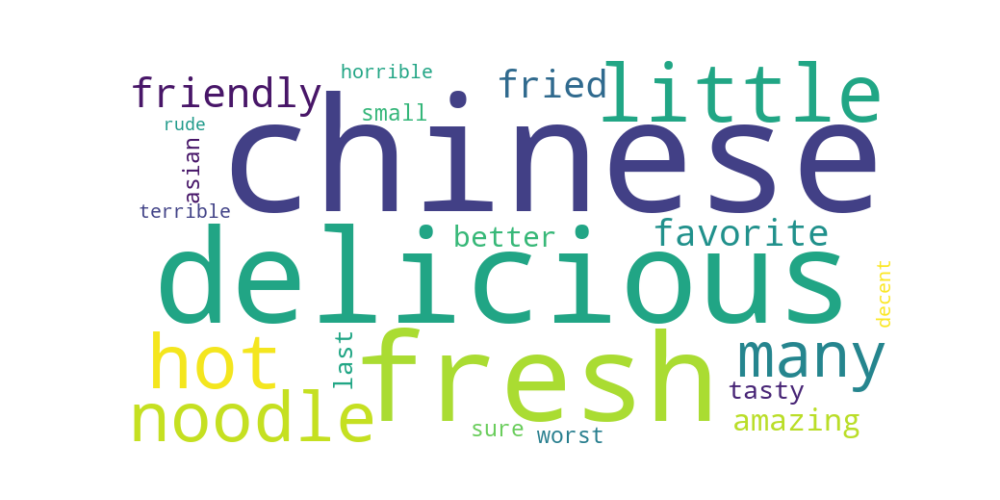 horrible
friendly
fried
little
small
rude
chinese
asian
terrible
better
favorite
delicious
decent
hot
last
fresh
many
tasty
noodle
amazing
sure
worst